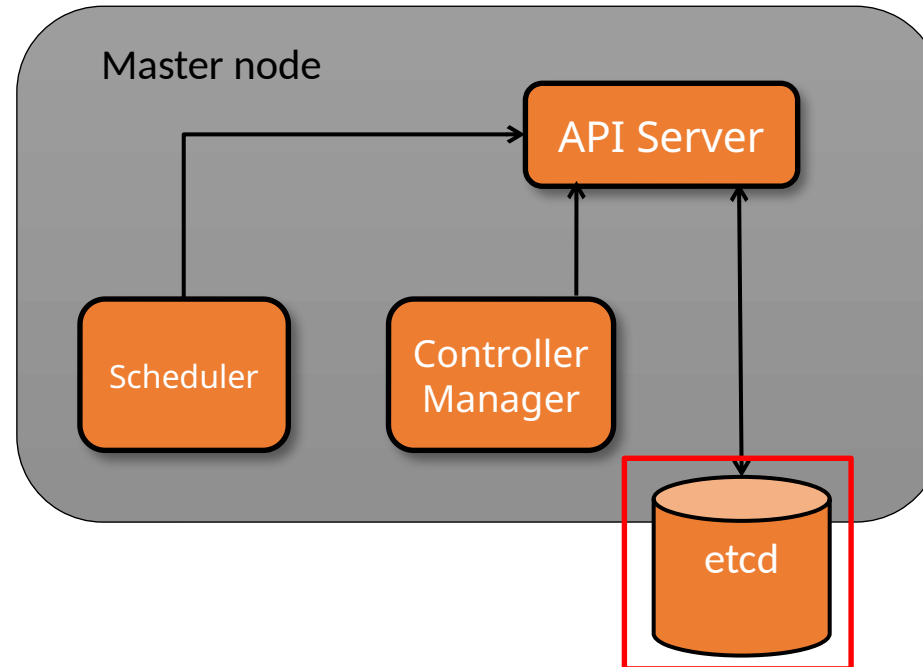 Master node
API Server
Scheduler
Controller
Manager
etcd